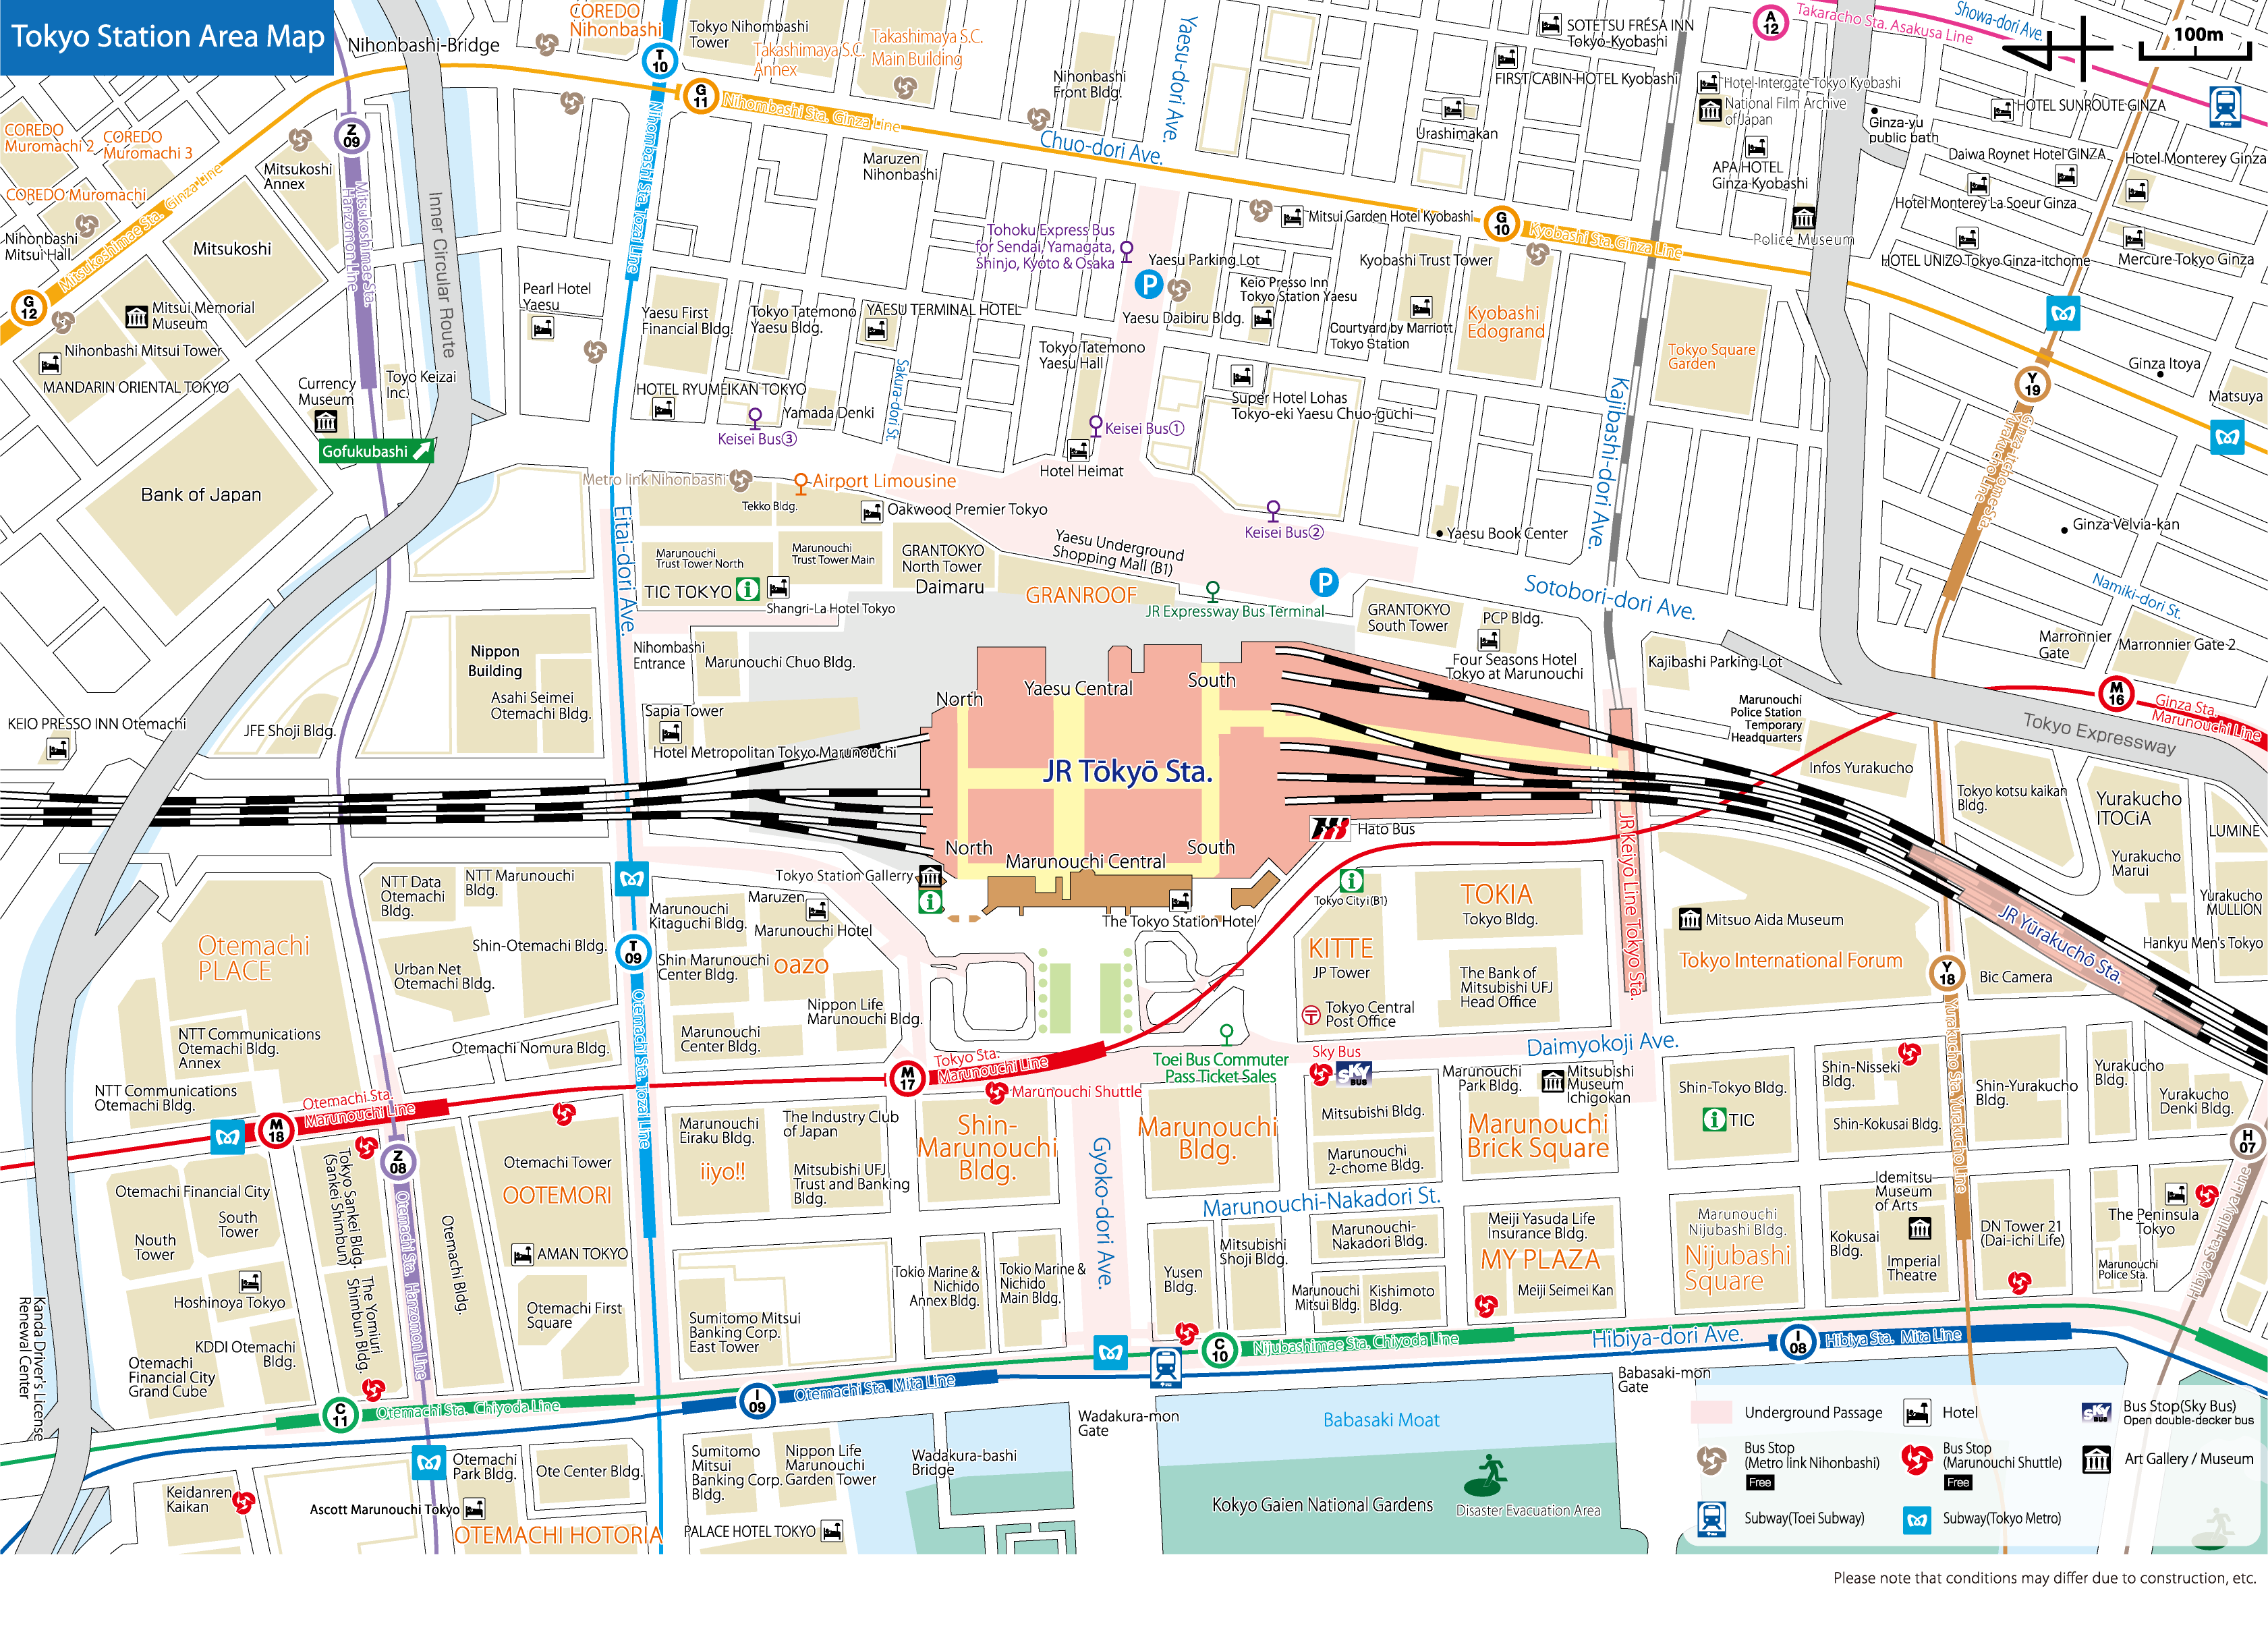 Tokyo Station Area Map
Nihonbashi-Bridge
COREDO
Nihonbashi
T
10
Tokyo Nihombashi
Tower
Takashimaya S.C.
Annex
Takashimaya S.C.
Main Building
Nihonbashi
Front Bldg.
Yaesu-dori Ave.
SOTETSU FRÉSA INN
Tokyo-Kyobashi
FIRST CABIN HOTEL Kyobashi
A
12
Takaracho Sta. Asakusa Line
Showa-dori Ave.
100m
Hotel-Intergate Tokyo Kyobashi
National Film Archive
of Japan
Ginza-yu
public bath
HOTEL SUNROUTE GINZA
G
11
Nihombashi Sta. Ginza Line
Nihombashi Sta. Tozai Line
Chuo-dori Ave.
Urashimakan
APA HOTEL
Ginza-Kyobashi
Daiwa Roynet Hotel GINZA
Hotel Monterey Ginza
Hotel Monterey La Soeur Ginza
Police Museum
HOTEL UNIZO Tokyo Ginza-itchome
Mercure Tokyo Ginza
COREDO
Muromachi 2
COREDO
Muromachi 3
COREDO Muromachi
Z
09
Mitsukoshimae Sta.
Hanzomon Line
Mitsukoshi
Annex
Mitsukoshimae Sta. Ginza Line
Nihonbashi
Mitsui Hall
Mitsukoshi
G
12
Mitsui Memorial
Museum
Nihonbashi Mitsui Tower
MANDARIN ORIENTAL TOKYO
Currency
Museum
Toyo Keizai
Inc.
Inner Circular Route
Gofukubashi
Bank of Japan
Maruzen
Nihonbashi
Tohoku Express Bus
for Sendai, Yamagata,
Shinjo, Kyoto & Osaka
Yaesu Parking Lot
P
Mitsui Garden Hotel Kyobashi
G
10
Kyobashi Sta. Ginza Line
Kyobashi Trust Tower
Keio Presso Inn
Tokyo Station Yaesu
Yaesu Daibiru Bldg.
Courtyard by Marriott
Tokyo Station
Kyobashi
Edogrand
Tokyo Square
Garden
Pearl Hotel
Yaesu
Yaesu First
Financial Bldg.
Tokyo Tatemono
Yaesu Bldg.
YAESU TERMINAL HOTEL
Tokyo Tatemono
Yaesu Hall
Sakura-dori St.
HOTEL RYUMEIKAN TOKYO
Keisei Bus③
Yamada Denki
Keisei Bus①
Super Hotel Lohas
Tokyo-eki Yaesu Chuo-guchi
Hotel Heimat
Kajibashi-dori Ave.
Y
19
Ginza-itchome Sta.
Yurakucho Line
Ginza Itoya
Matsuya
Ginza Velvia-kan
Namiki-dori St.
Metro link Nihonbashi
Airport Limousine
Tekko Bldg.
Oakwood Premier Tokyo
Keisei Bus②
Yaesu Book Center
Eitai-dori Ave.
Marunouchi
Trust Tower North
Marunouchi
Trust Tower Main
GRANTOKYO
North Tower
Daimaru
Yaesu Underground
Shopping Mall (B1)
TIC TOKYO
Shangri-La Hotel Tokyo
GRANROOF
JR Expressway Bus Terminal
P
GRANTOKYO
South Tower
PCP Bldg.
Sotobori-dori Ave.
Four Seasons Hotel
Tokyo at Marunouchi
Kajibashi Parking Lot
Marronnier
Gate
Marronnier Gate 2
M
16
Ginza Sta.
Marunouchi Line
Tokyo Expressway
Nippon
Building
Asahi Seimei
Otemachi Bldg.
JFE Shoji Bldg.
KEIO PRESSO INN Otemachi
Nihombashi
Entrance
Marunouchi Chuo Bldg.
Sapia Tower
Hotel Metropolitan Tokyo Marunouchi
North
Yaesu Central
South
JR Tōkyō Sta.
North
Marunouchi Central
South
Hato Bus
Marunouchi
Police Station
Temporary
Headquarters
Infos Yurakucho
Tokyo kotsu kaikan
Bldg.
Yurakucho
ITOCiA
LUMINE
Yurakucho
Marui
Yurakucho
MULLION
Hankyu Men's Tokyo
JR Keiyō Line Tokyo Sta.
JR Yūrakuchō Sta.
Otemachi
PLACE
NTT Data
Otemachi
Bldg.
NTT Marunouchi
Bldg.
Shin-Otemachi Bldg.
Urban Net
Otemachi Bldg.
T
09
Otemachi Sta. Tozai Line
Marunouchi
Kitaguchi Bldg.
Maruzen
Marunouchi Hotel
Tokyo Station Gallerry
Shin Marunouchi
Center Bldg.
oazo
Nippon Life
Marunouchi Bldg.
Marunouchi
Center Bldg.
The Tokyo Station Hotel
Tokyo City i (B1)
KITTE
JP Tower
Tokyo Central
Post Office
TOKIA
Tokyo Bldg.
The Bank of
Mitsubishi UFJ
Head Office
Mitsuo Aida Museum
Tokyo International Forum
Y
18
Yurakucho Sta. Yurakucho Line
Bic Camera
NTT Communications
Otemachi Bldg.
Annex
NTT Communications
Otemachi Bldg.
Otemachi Nomura Bldg.
M
18
Otemachi Sta.
Marunouchi Line
M
17
Tokyo Sta.
Marunouchi Line
Marunouchi Shuttle
Toei Bus Commuter
Pass Ticket Sales
Sky Bus
SKY
BUS
Daimyokoji Ave.
Marunouchi
Park Bldg.
Mitsubishi
Museum
Ichigokan
Shin-Tokyo Bldg.
TIC
Shin-Nisseki
Bldg.
Shin-Kokusai Bldg.
Shin-Yurakucho
Bldg.
Yurakucho
Bldg.
Yurakucho
Denki Bldg.
H
07
Hibiya Sta. Hibiya Line
Z
08
Otemachi Sta. Hanzomon Line
Tokyo Sankei Bldg.
(Sankei Shimbun)
The Yomiuri
Shimbun Bldg.
Otemachi Bldg.
Otemachi Financial City
South
Tower
Nouth
Tower
Hoshinoya Tokyo
KDDI Otemachi
Bldg.
Otemachi
Financial City
Grand Cube
Kanda Driver's License
Renewal Center
Otemachi Tower
OOTEMORI
AMAN TOKYO
Otemachi First
Square
Marunouchi
Eiraku Bldg.
iiyo!!
The Industry Club
of Japan
Mitsubishi UFJ
Trust and Banking
Bldg.
Shin-
Marunouchi
Bldg.
Gyoko-dori Ave.
Marunouchi
Bldg.
Mitsubishi Bldg.
Marunouchi
2-chome Bldg.
Marunouchi
Brick Square
Marunouchi-Nakadori St.
Sumitomo Mitsui
Banking Corp.
East Tower
Tokio Marine &
Nichido
Annex Bldg.
Tokio Marine &
Nichido
Main Bldg.
Yusen
Bldg.
Mitsubishi
Shoji Bldg.
Marunouchi-
Nakadori Bldg.
Marunouchi
Mitsui Bldg.
Kishimoto
Bldg.
Meiji Yasuda Life
Insurance Bldg.
MY PLAZA
Meiji Seimei Kan
Marunouchi
Nijubashi Bldg.
Nijubashi
Square
Kokusai
Bldg.
Idemitsu
Museum
of Arts
Imperial
Theatre
DN Tower 21
(Dai-ichi Life)
The Peninsula
Tokyo
Marunouchi
Police Sta.
C
11
Otemachi Sta. Chiyoda Line
I
09
Otemachi Sta. Mita Line
C
10
Nijubashimae Sta. Chiyoda Line
Hibiya-dori Ave.
I
08
Hibiya Sta. Mita Line
Babasaki-mon
Gate
Keidanren
Kaikan
Otemachi
Park Bldg.
Ote Center Bldg.
Ascott Marunouchi Tokyo
OTEMACHI HOTORIA
Sumitomo
Mitsui
Banking Corp.
Bldg.
Nippon Life
Marunouchi
Garden Tower
PALACE HOTEL TOKYO
Wadakura-bashi
Bridge
Wadakura-mon
Gate
Babasaki Moat
Kokyo Gaien National Gardens
Disaster Evacuation Area
Underground Passage
Hotel
SKY
BUS
Bus Stop(Sky Bus)
Open double-decker bus
Bus Stop
(Metro link Nihonbashi)
Free
Bus Stop
(Marunouchi Shuttle)
Free
Art Gallery / Museum
Subway(Toei Subway)
Subway(Tokyo Metro)
Please note that conditions may differ due to construction, etc.